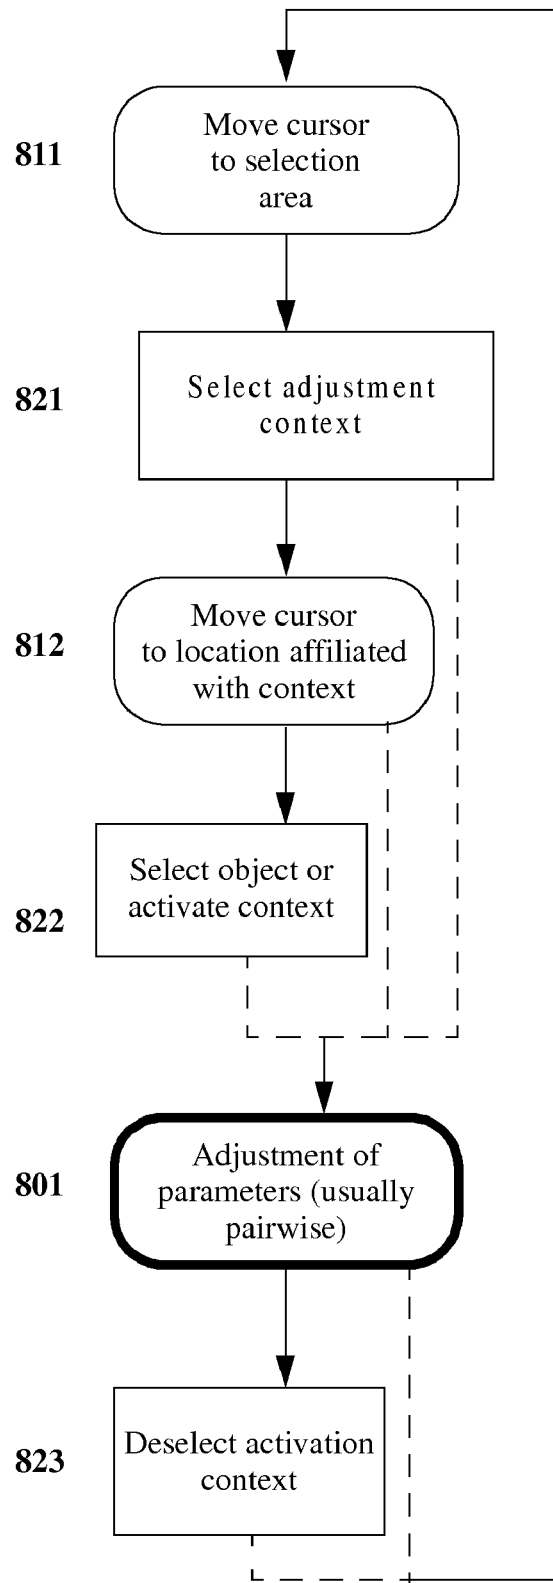 811
Move cursor
to selection
area
821
Select adjustment
context
812
Move cursor
to location affiliated
with context
822
Select object or
activate context
801
Adjustment of
parameters (usually
pairwise)
823
Deselect activation
context